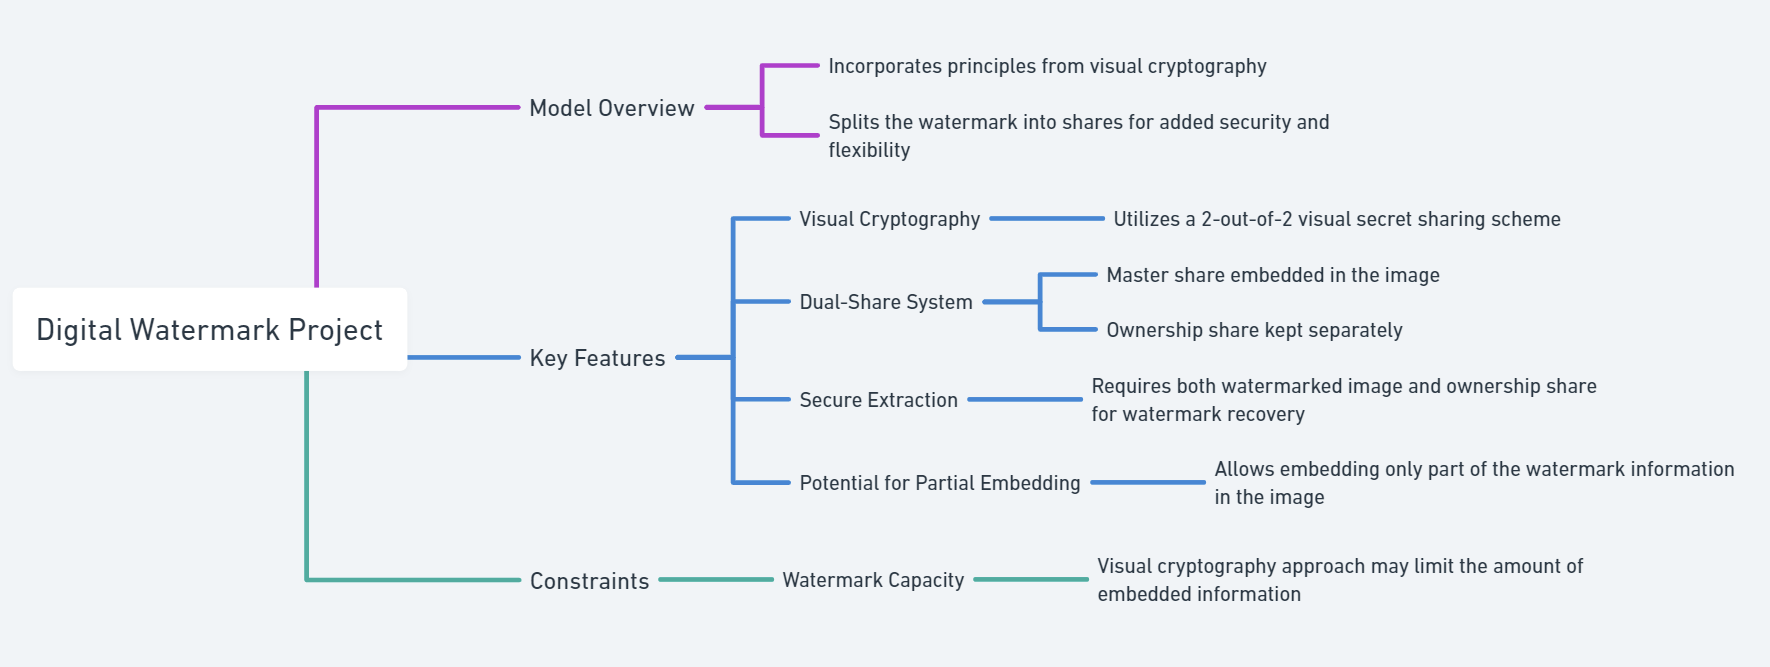 Digital Watermark Project
Model Overview
Incorporates principles from visual cryptography
Splits the watermark into shares for added security and
flexibility
Key Features
Visual Cryptography
Utilizes a 2-out-of-2 visual secret sharing scheme
Dual-Share System
Master share embedded in the image
Ownership share kept separately
Secure Extraction
Requires both watermarked image and ownership share
for watermark recovery
Potential for Partial Embedding
Allows embedding only part of the watermark information
in the image
Constraints
Watermark Capacity
Visual cryptography approach may limit the amount of
embedded information